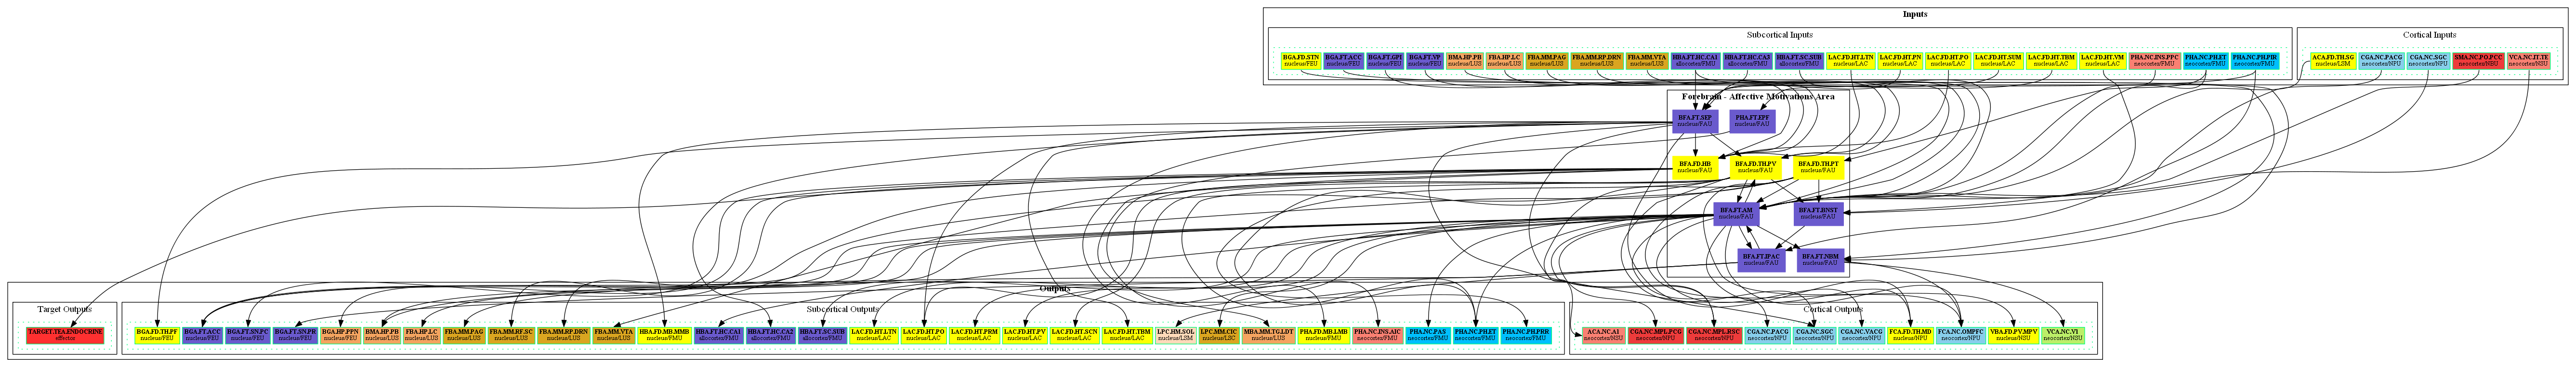 Inputs
Subcortical Inputs
Cortical Inputs
BGA.FD.STN
nucleus/FEU
BGA.FT.ACC
nucleus/FEU
BGA.FT.GPI
nucleus/FEU
BGA.FT.VP
nucleus/FEU
HMA.HP.PB
nucleus/LUS
HBA.HP.LC
nucleus/LUS
FBA.MM.PAG
nucleus/LUS
FBA.MM.RP.DRN
nucleus/LUS
FBA.MM.VTA
nucleus/LUS
HBA.FT.HC.CA1
allocortex/FMU
HBA.FT.HC.CA3
allocortex/FMU
HBA.FT.SC.SUB
allocortex/FMU
LAC.FD.HT.LTN
nucleus/LAC
LAC.FD.HT.PN
nucleus/LAC
LAC.FD.HT.PO
nucleus/LAC
LAC.FD.HT.SUM
nucleus/LAC
LAC.FD.HT.TBM
nucleus/LAC
LAC.FD.HT.VM
nucleus/LAC
PHA.NC.INS.PPC
neocortex/FMU
PHA.NC.PH.ET
neocortex/FMU
PHA.NC.PH.PRI
neocortex/FMU
ACA.FD.TH.SG
nucleus/LSM
CGA.NC.PACG
neocortex/NPU
CGA.NC.SGC
neocortex/NPU
SMA.NC.PO.PCC
neocortex/NBU
VCA.NC.IT.TE
neocortex/NSU
Forebrain - Affective Motivations Area
BFA.FT.SEP
nucleus/FAU
PHA.FT.EPF
nucleus/FAU
BFA.FD.HB
nucleus/FAU
BFA.FD.TH.PV
nucleus/FAU
BFA.FD.TH.PT
nucleus/FAU
BFA.FT.AM
nucleus/FAU
BFA.FT.BNST
nucleus/FAU
BFA.FT.IPAC
nucleus/FAU
BFA.FT.NBM
nucleus/FAU
Outputs
Target Outputs
Subcortical Outputs
Cortical Outputs
TARGET.TEA.ENDOCRINE
effector
BGA.FD.TH.PF
nucleus/FEU
BGA.FT.ACC
nucleus/FEU
BGA.FT.SN.PC
nucleus/FEU
BGA.FT.SN.PR
nucleus/FEU
BGA.HP.PPN
nucleus/FEU
BMA.HP.PB
nucleus/LUS
FBA.HP.LC
nucleus/LUS
FBA.MM.PAG
nucleus/LUS
FBA.MM.RF.SC
nucleus/LUS
FBA.MM.RP.DRN
nucleus/LUS
FBA.MM.VTA
nucleus/LUS
HBA.FD.MB.MMB
nucleus/FMU
HBA.FT.HC.CA1
allocortex/FMU
HBA.FT.HC.CA2
allocortex/FMU
HBA.FT.SC.SUB
allocortex/FMU
LAC.FD.HT.LTN
nucleus/LAC
LAC.FD.HT.PO
nucleus/LAC
LAC.FD.HT.PRM
nucleus/LAC
LAC.FD.HT.PV
nucleus/LAC
LAC.FD.HT.SCN
nucleus/LAC
LAC.FD.HT.TBM
nucleus/LAC
LPC.HM.SOL
nucleus/LSM
LPC.MM.CIC
nucleus/LSC
MBA.MM.TGLDT
nucleus/LUS
PHA.FD.MB.LMB
nucleus/FMU
PHA.NC.INS.AIC
neocortex/FMU
PHA.NC.PAS
neocortex/FMU
PHA.NC.PH.ET
neocortex/FMU
PHA.NC.PH.PRR
neocortex/FMU
ACA.NC.A1
neocortex/NSU
CGA.NC.MPL.PCG
neocortex/NPU
CGA.NC.MPL.RSC
neocortex/NPU
CGA.NC.PACG
neocortex/NPU
CGA.NC.SGC
neocortex/NPU
CGA.NC.VACG
neocortex/NPU
FCA.FD.TH.MD
nucleus/NPU
FCA.NC.OMPFC
neocortex/NPU
VBA.FD.PV.MPV
nucleus/NSU
VCA.NC.V1
neocortex/NSU